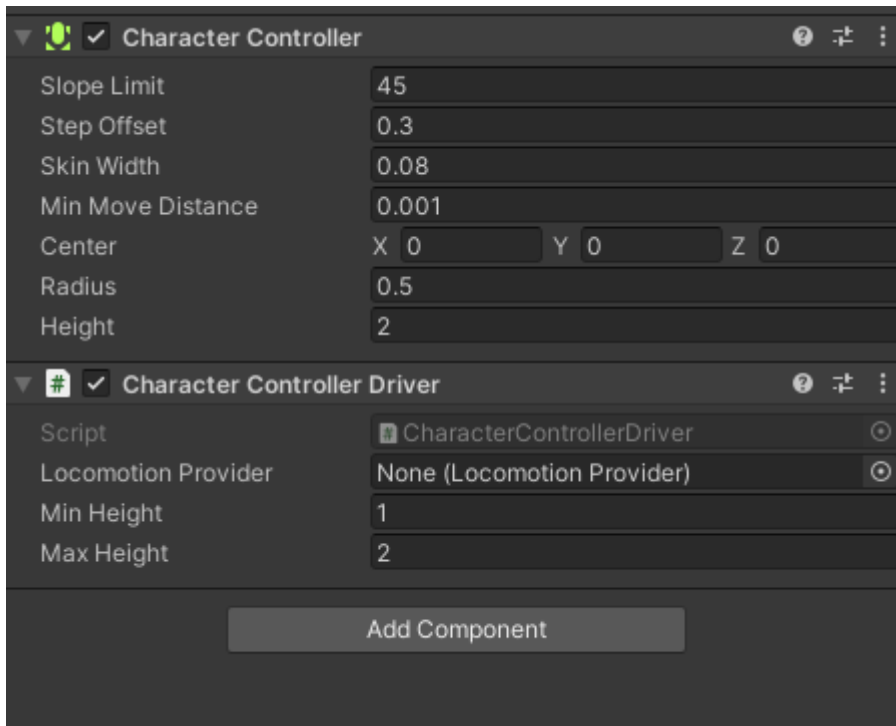 Character Controller
Slope Limit 45
Step Offset 0.3
Skin Width 0.08
Min Move Distance 0.001
Center X 0 Y 0 Z 0
Radius 0.5
Height 2
# Character Controller Driver
Script # CharacterControllerDriver
Locomotion Provider None (Locomotion Provider)
Min Height 1
Max Height 2
Add Component